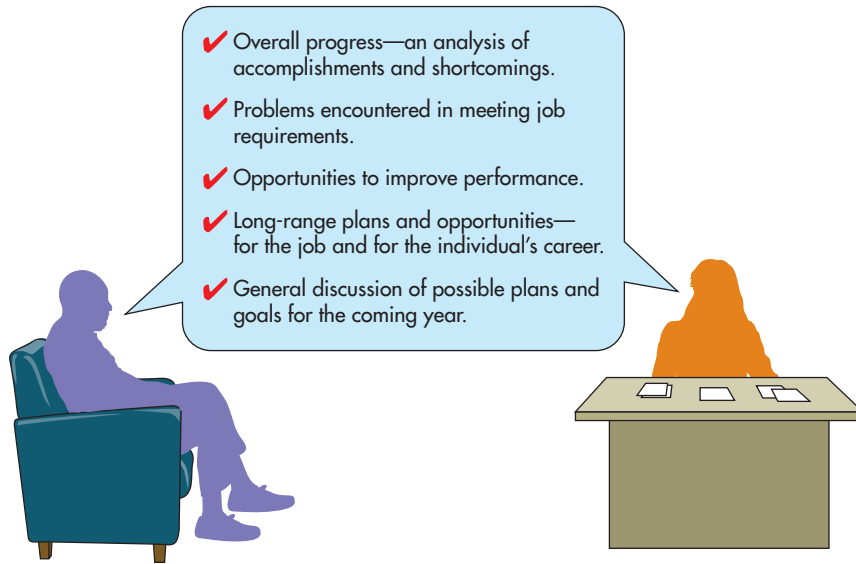 Overall progress—an analysis of
accomplishments and shortcomings.
Problems encountered in meeting job
requirements.
Opportunities to improve performance.
Long-range plans and opportunities—
for the job and for the individual's career.
General discussion of possible plans and
goals for the coming year.